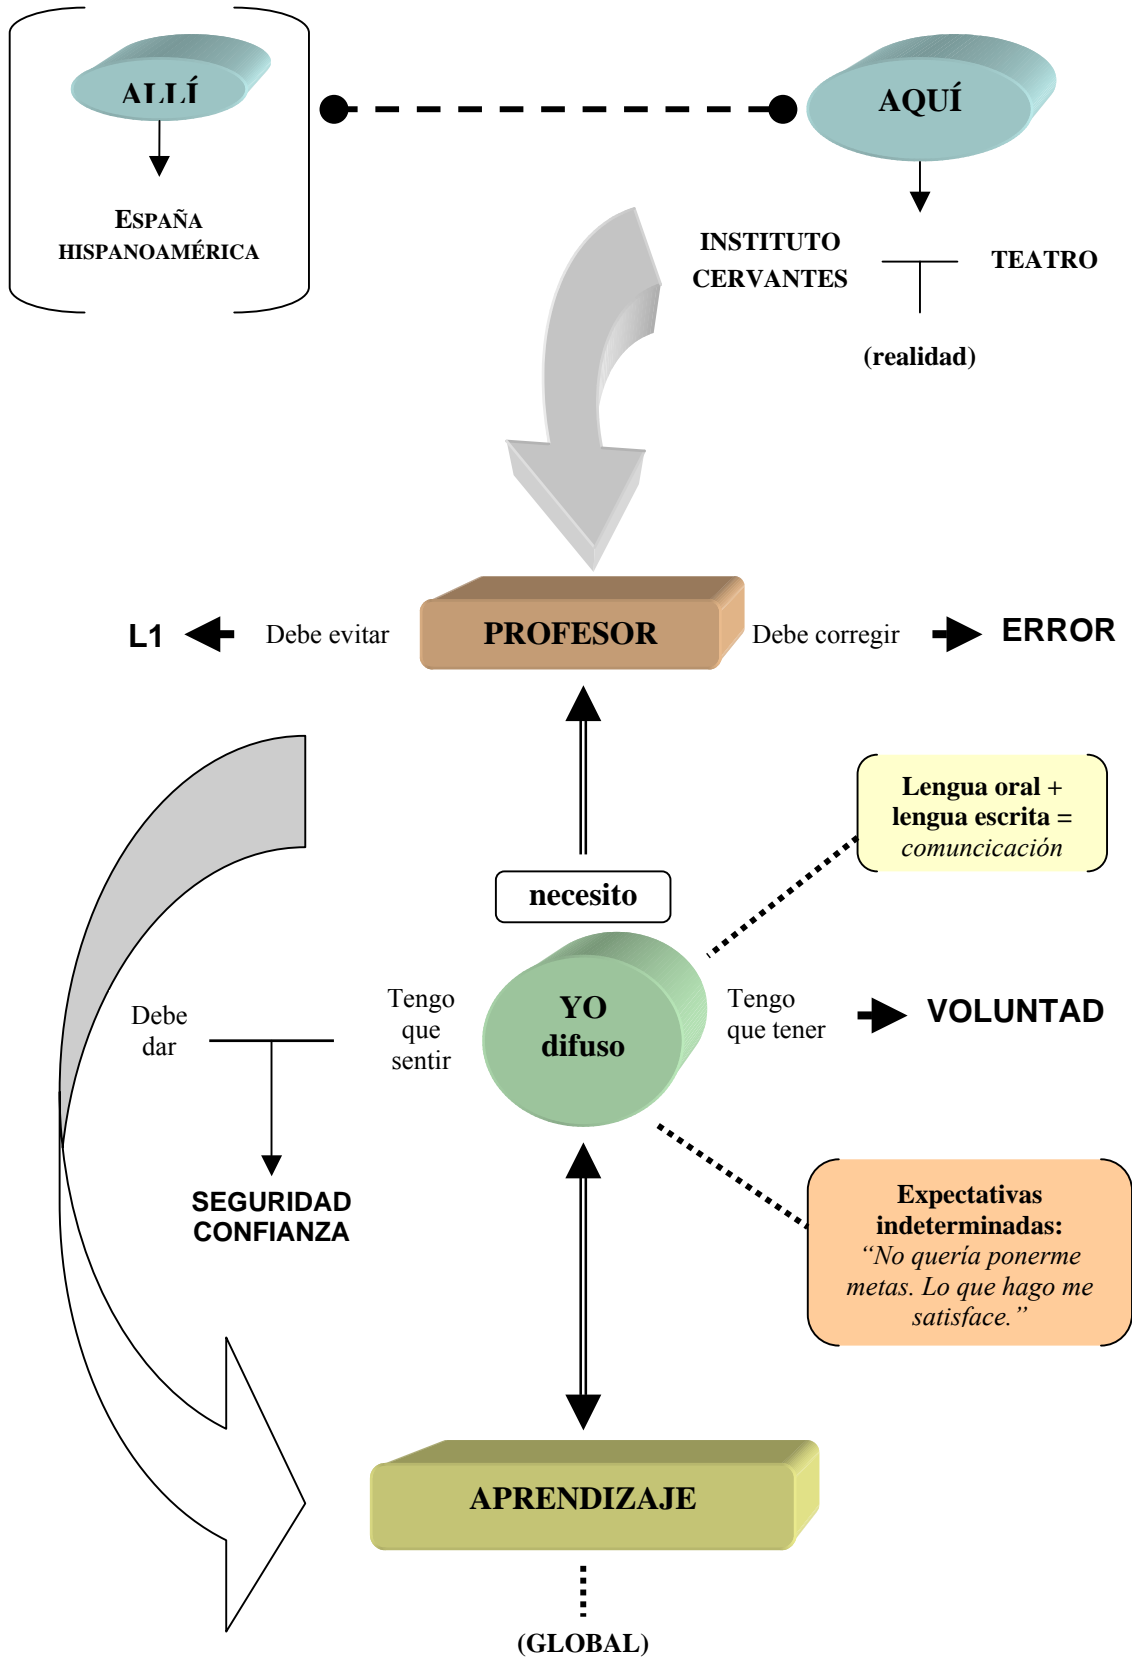 ALLÍ
AQUÍ
ESPAÑA
HISPANOAMÉRICA
INSTITUTO
CERVANTES
TEATRO
(realidad)
L1
Debe evitar
PROFESOR
Debe corregir
ERROR
Lengua oral +
lengua escrita =
comuncicación
necesito
Debe
dar
Tengo
que
sentir
YO
difuso
Tengo
que tener
VOLUNTAD
SEGURIDAD
CONFIANZA
Expectativas
indeterminadas:
“No quería ponerme
metas. Lo que hago me
satisface.”
APRENDIZAJE
(GLOBAL)